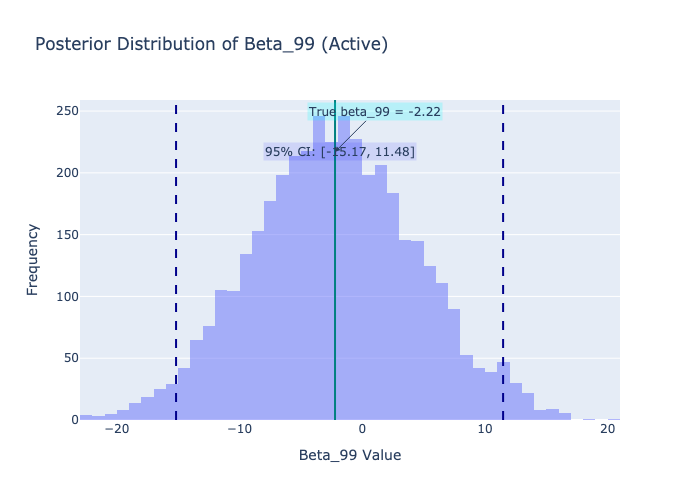 Posterior Distribution of Beta_99 (Active)
250
True beta_99 = -2.22
95% CI: [-15.17, 11.48]
200
150
100
50
0
Frequency
−20
−10
0
10
20
Beta_99 Value